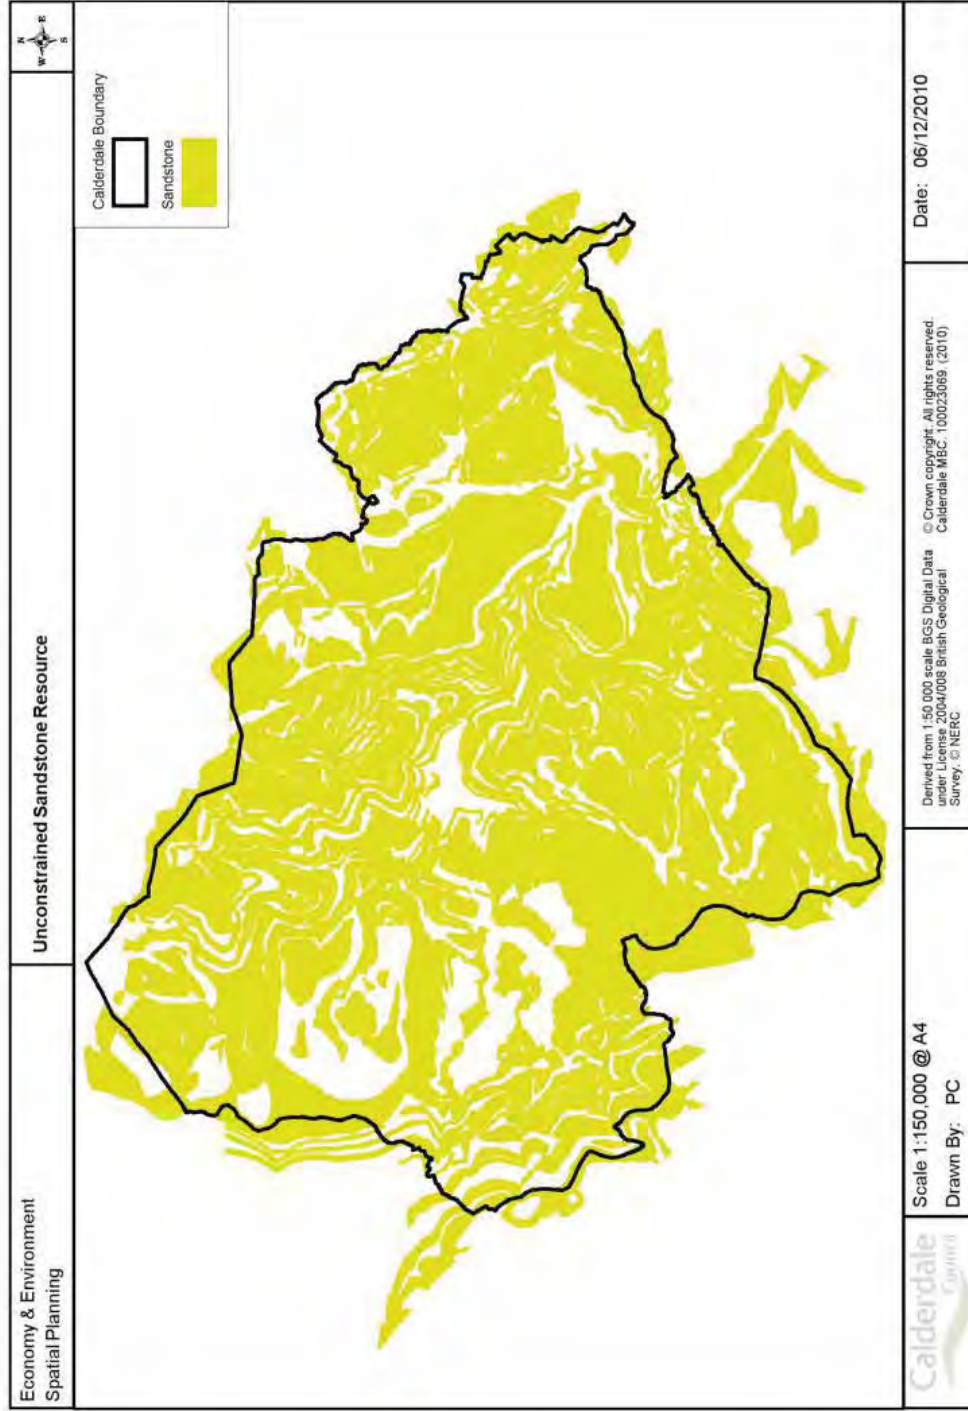 Economy & Environment
Spatial Planning
Unconstrained Sandstone Resource
N
W
E
S
Calderdale Boundary
Sandstone
Calderdale
Council
Scale 1:150,000 @ A4
Drawn By: PC
Derived from 1:50 000 scale BGS Digital Data
under License 2004/008 British Geological
Survey. © NERC
© Crown copyright. All rights reserved.
Calderdale MBC. 100023069. (2010)
Date: 06/12/2010